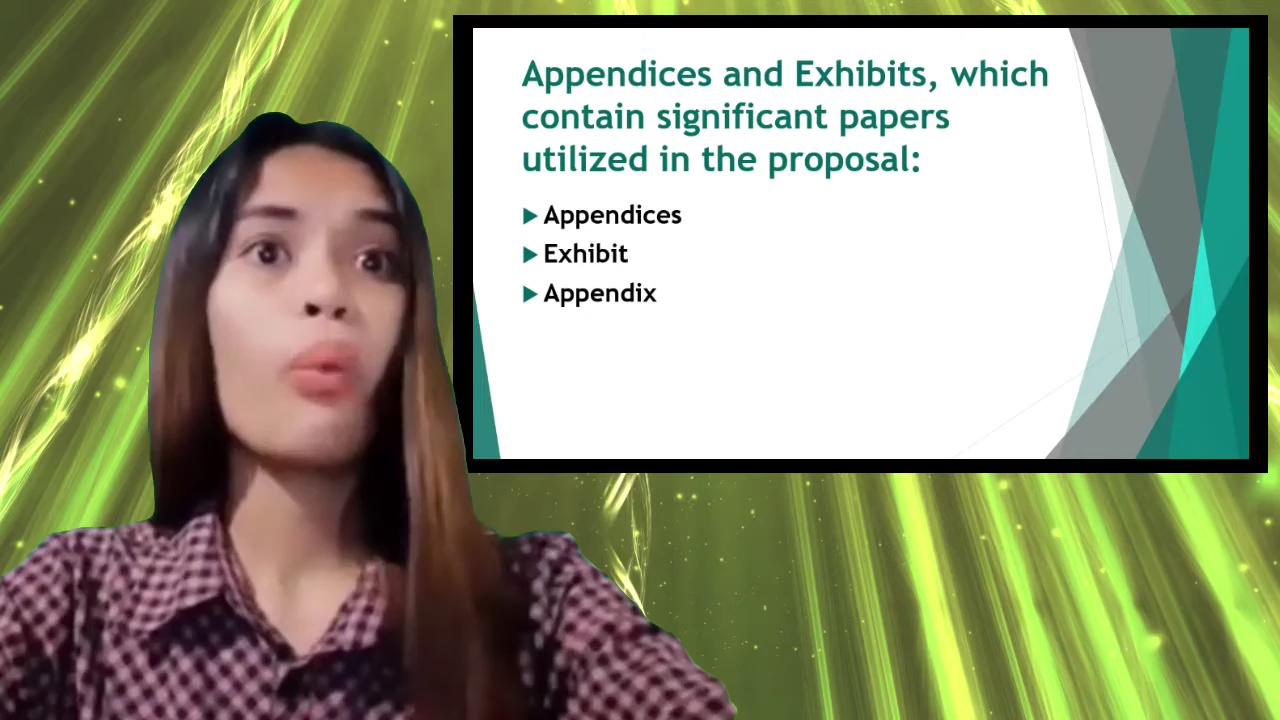 Appendices and Exhibits, which
contain significant papers
utilized in the proposal:
Appendices
Exhibit
Appendix